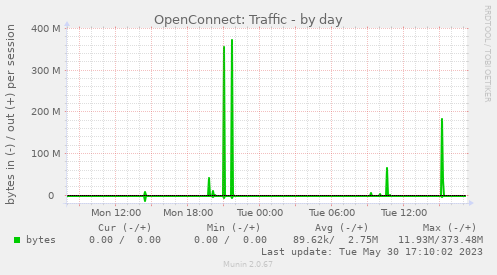 OpenConnect: Traffic - by day
RRDTOOL / TOBI OETIKER
bytes in (-) / out (+) per session
400 M
300 M
200 M
100 M
0
Mon 12:00 Mon 18:00 Tue 00:00 Tue 06:00 Tue 12:00
Cur (-/+) Min (-/+) Avg (-/+) Max (-/+)
bytes 0.00 / 0.00 0.00 / 0.00 89.62k/ 2.75M 11.93M/373.48M
Last update: Tue May 30 17:10:02 2023
Munin 2.0.67